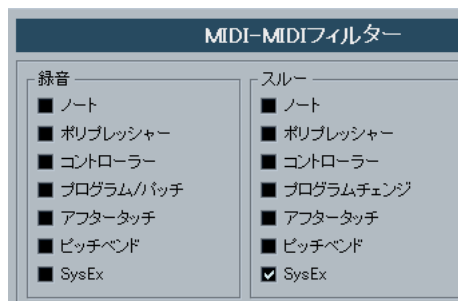 MIDI-MIDIフィルター
録音
ノート
ポリプレッシャー
コントローラー
プログラム/パッチ
アフタータッチ
ピッチベンド
SysEx
スルー
ノート
ポリプレッシャー
コントローラー
プログラムチェンジ
アフタータッチ
ピッチベンド
SysEx